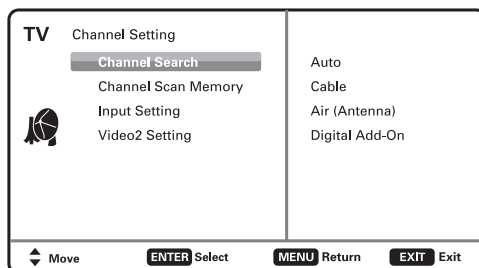 TV Channel Setting
Channel Search
Channel Scan Memory
Input Setting
Video2 Setting
Auto
Cable
Air (Antenna)
Digital Add-On
Move ENTER Select MENU Return EXIT Exit